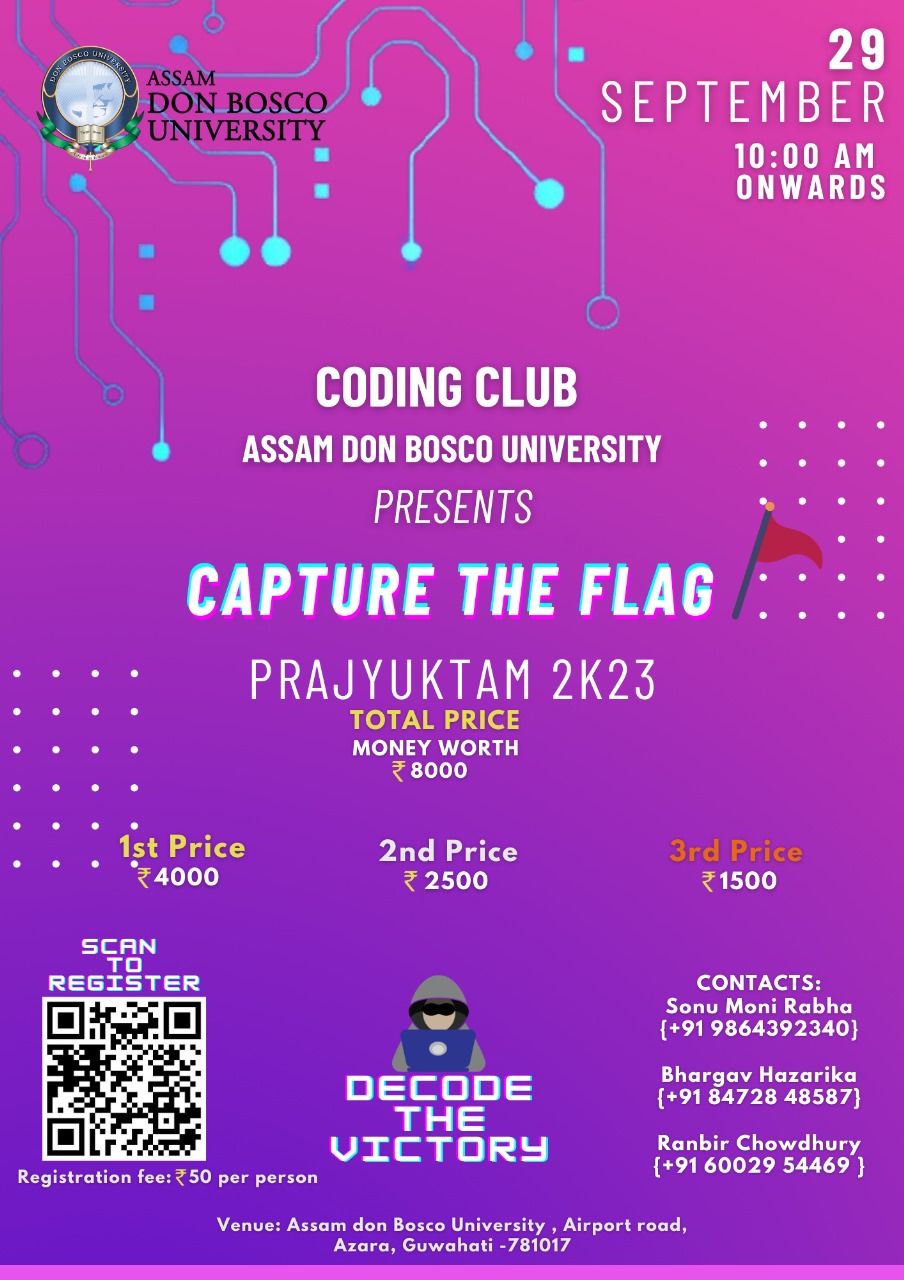 DON BOSCO UNIVERSITY
ASSAM
DON BOSCO
UNIVERSITY
29
SEPTEMBER
10:00 AM
ONWARDS
CODING CLUB
ASSAM DON BOSCO UNIVERSITY
PRESENTS
CAPTURE THE FLAG
PRAJYUKTAM 2K23
TOTAL PRICE
MONEY WORTH
₹8000
1st Price
₹4000
2nd Price
₹ 2500
3rd Price
₹1500
SCAN
TO
REGISTER
Registration fee:₹50 per person
DECODE
THE
VICTORY
CONTACTS:
Sonu Moni Rabha
{+91 9864392340}
Bhargav Hazarika
{+91 84728 48587}
Ranbir Chowdhury
{+91 60029 54469 }
Venue: Assam don Bosco University , Airport road,
Azara, Guwahati -781017